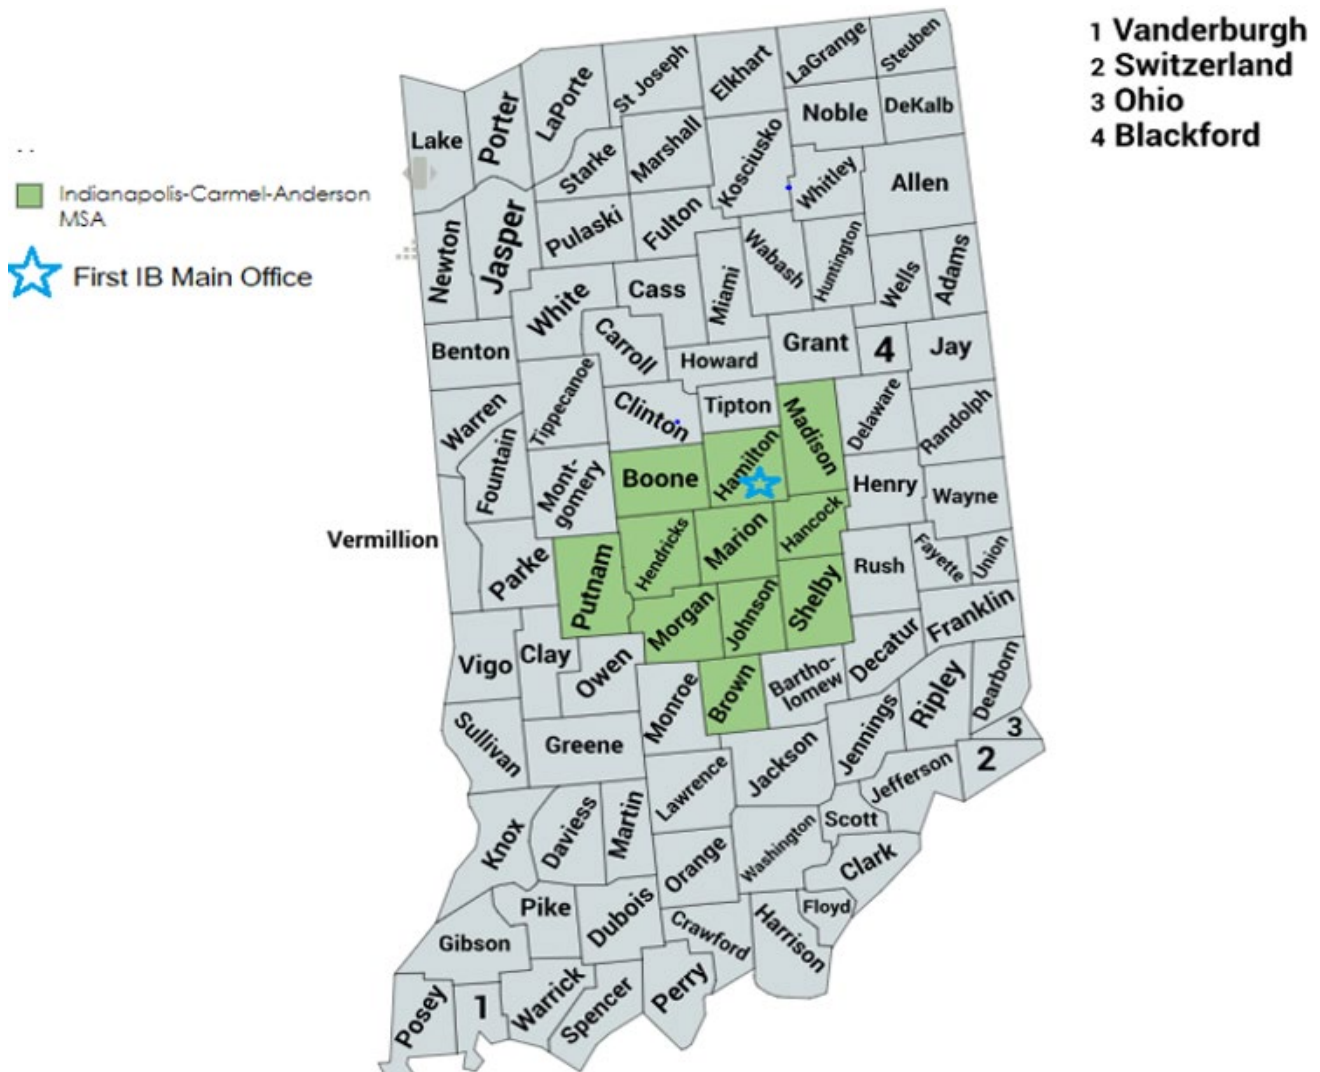 1 Vanderburgh
2 Switzerland
3 Ohio
4 Blackford
Indianapolis-Carmel-Anderson
MSA
First IB Main Office
Lake
Porter
LaPorte
St Joseph
Elkhart
LaGrange
Steuben
Noble
DeKalb
Starke
Marshall
Kosciusko
Whitley
Allen
Newton
Jasper
Pulaski
Fulton
Wabash
Huntington
Wells
Adams
White
Cass
Miami
Benton
Carroll
Howard
Grant
4
Jay
Warren
Tippecanoe
Clinton
Tipton
Madison
Delaware
Randolph
Fountain
Mont-
gomery
Boone
Hamilton
Henry
Wayne
Vermillion
Parke
Putnam
Hendricks
Marion
Hancock
Rush
Fayette
Union
Morgan
Johnson
Shelby
Franklin
Vigo
Clay
Owen
Monroe
Brown
Bartho-
lomew
Decatur
Ripley
Dearborn
Sullivan
Greene
Lawrence
Jackson
Jennings
Jefferson
3
2
Knox
Daviess
Martin
Orange
Washington
Scott
Clark
Gibson
Pike
Dubois
Crawford
Harrison
Floyd
Posey
1
Warrick
Spencer
Perry